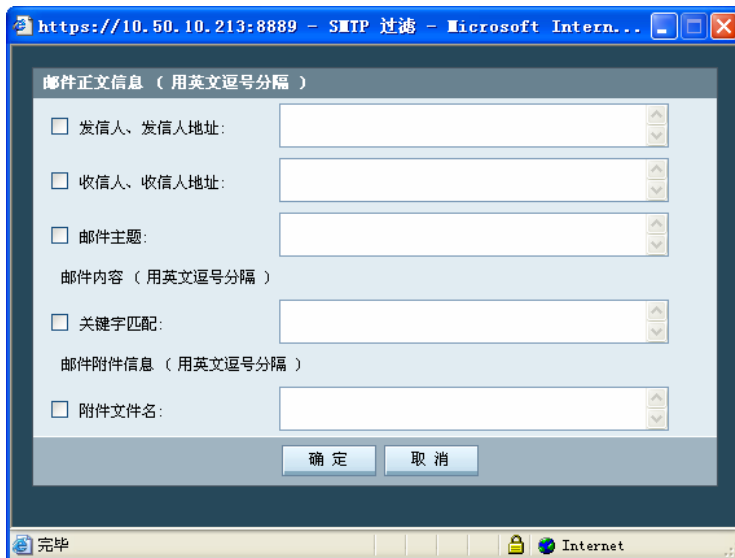 https://10.50.10.213:8889 - SMTP 过滤 - Microsoft Intern...
邮件正文信息 （ 用英文逗号分隔 ）
发信人、发信人地址:
收信人、收信人地址:
邮件主题:
邮件内容 （ 用英文逗号分隔 ）
关键字匹配:
邮件附件信息 （ 用英文逗号分隔 ）
附件文件名:
确 定 取 消
完毕 Internet